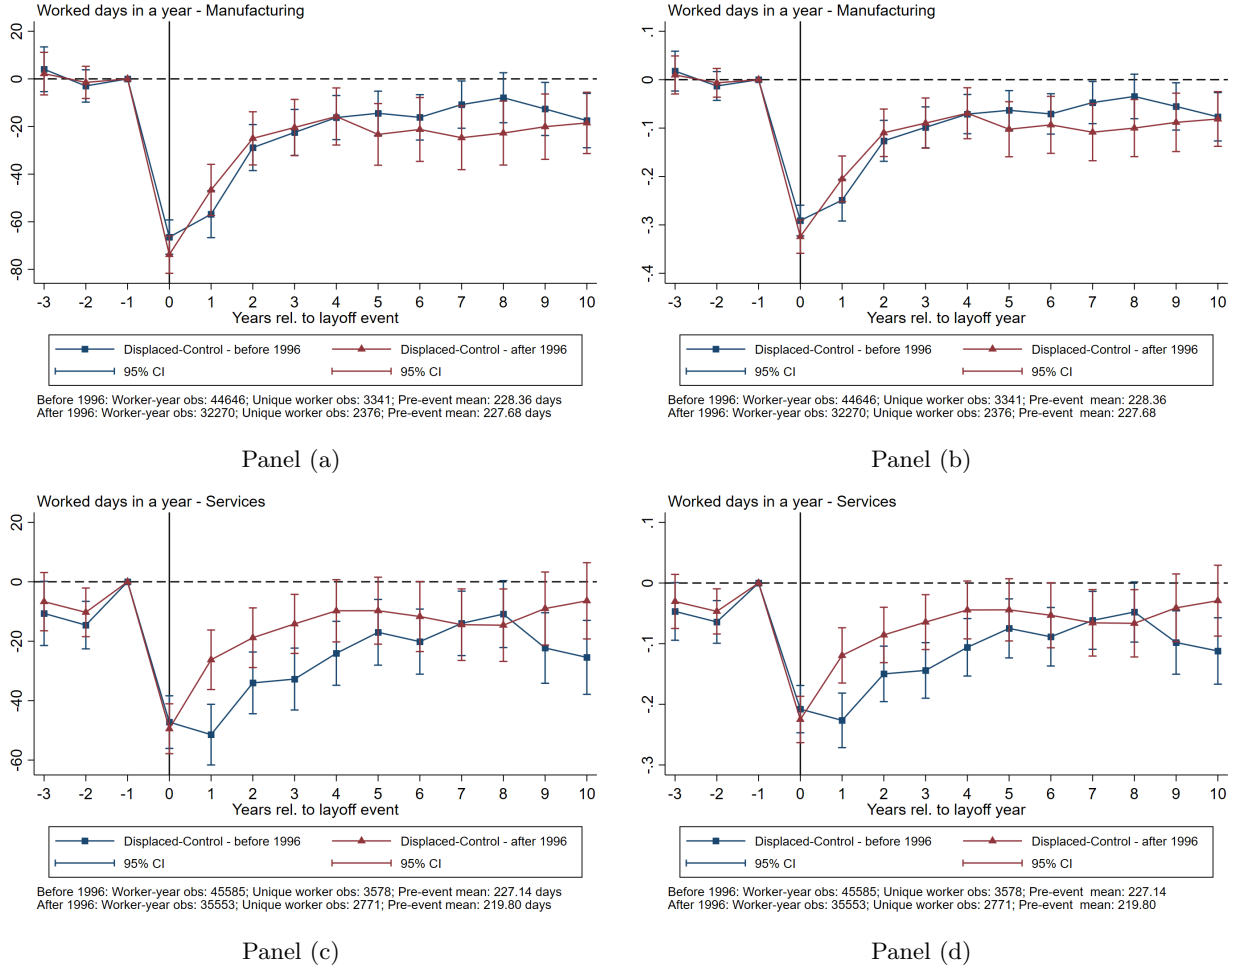 Worked days in a year - Manufacturing
20
0
-20
-40
-60
-80
-3 -2 -1 0 1 2 3 4 5 6 7 8 9 10
Years rel. to layoff event
Displaced-Control - before 1996 Displaced-Control - after 1996
95% CI 95% CI
Before 1996: Worker-year obs: 44646; Unique worker obs: 3341; Pre-event mean: 228.36 days
After 1996: Worker-year obs: 32270; Unique worker obs: 2376; Pre-event mean: 227.68 days
Panel (a)
Worked days in a year - Manufacturing
.1
0
-.1
-.2
-.3
-.4
-3 -2 -1 0 1 2 3 4 5 6 7 8 9 10
Years rel. to layoff year
Displaced-Control - before 1996 Displaced-Control - after 1996
95% CI 95% CI
Before 1996: Worker-year obs: 44646; Unique worker obs: 3341; Pre-event  mean: 228.36
After 1996: Worker-year obs: 32270; Unique worker obs: 2376; Pre-event  mean: 227.68
Panel (b)
Worked days in a year - Services
20
0
-20
-40
-60
-3 -2 -1 0 1 2 3 4 5 6 7 8 9 10
Years rel. to layoff event
Displaced-Control - before 1996 Displaced-Control - after 1996
95% CI 95% CI
Before 1996: Worker-year obs: 45585; Unique worker obs: 3578; Pre-event mean: 227.14 days
After 1996: Worker-year obs: 35553; Unique worker obs: 2771; Pre-event mean: 219.80 days
Panel (c)
Worked days in a year - Services
.1
0
-.1
-.2
-.3
-3 -2 -1 0 1 2 3 4 5 6 7 8 9 10
Years rel. to layoff year
Displaced-Control - before 1996 Displaced-Control - after 1996
95% CI 95% CI
Before 1996: Worker-year obs: 45585; Unique worker obs: 3578; Pre-event  mean: 227.14
After 1996: Worker-year obs: 35553; Unique worker obs: 2771; Pre-event  mean: 219.80
Panel (d)